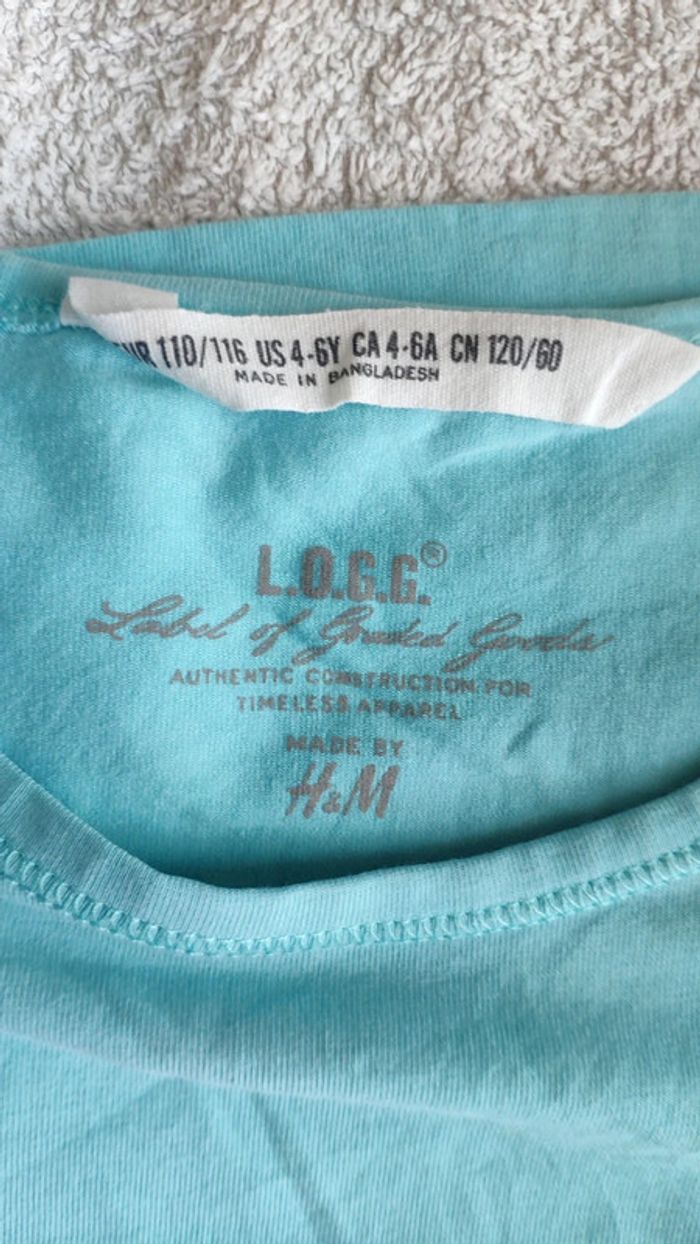 110/116 US 4-6Y CA 4-6A CN 120/60
MADE IN BANGLADESH
L.O.G.G.®
Label of Graded Goods
AUTHENTIC CONSTRUCTION FOR
TIMELESS APPAREL
MADE BY
H&M